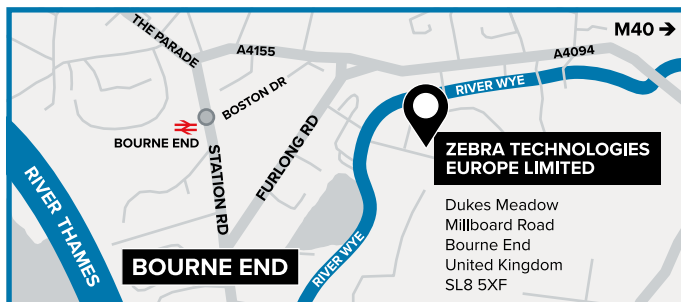 M40 →
THE PARADE
A4155
A4094
RIVER WYE
BOSTON DR
BOURNE END
STATION RD
FURLONG RD
ZEBRA TECHNOLOGIES
EUROPE LIMITED
Dukes Meadow
Millboard Road
Bourne End
United Kingdom
SL8 5XF
RIVER THAMES
BOURNE END
RIVER WYE